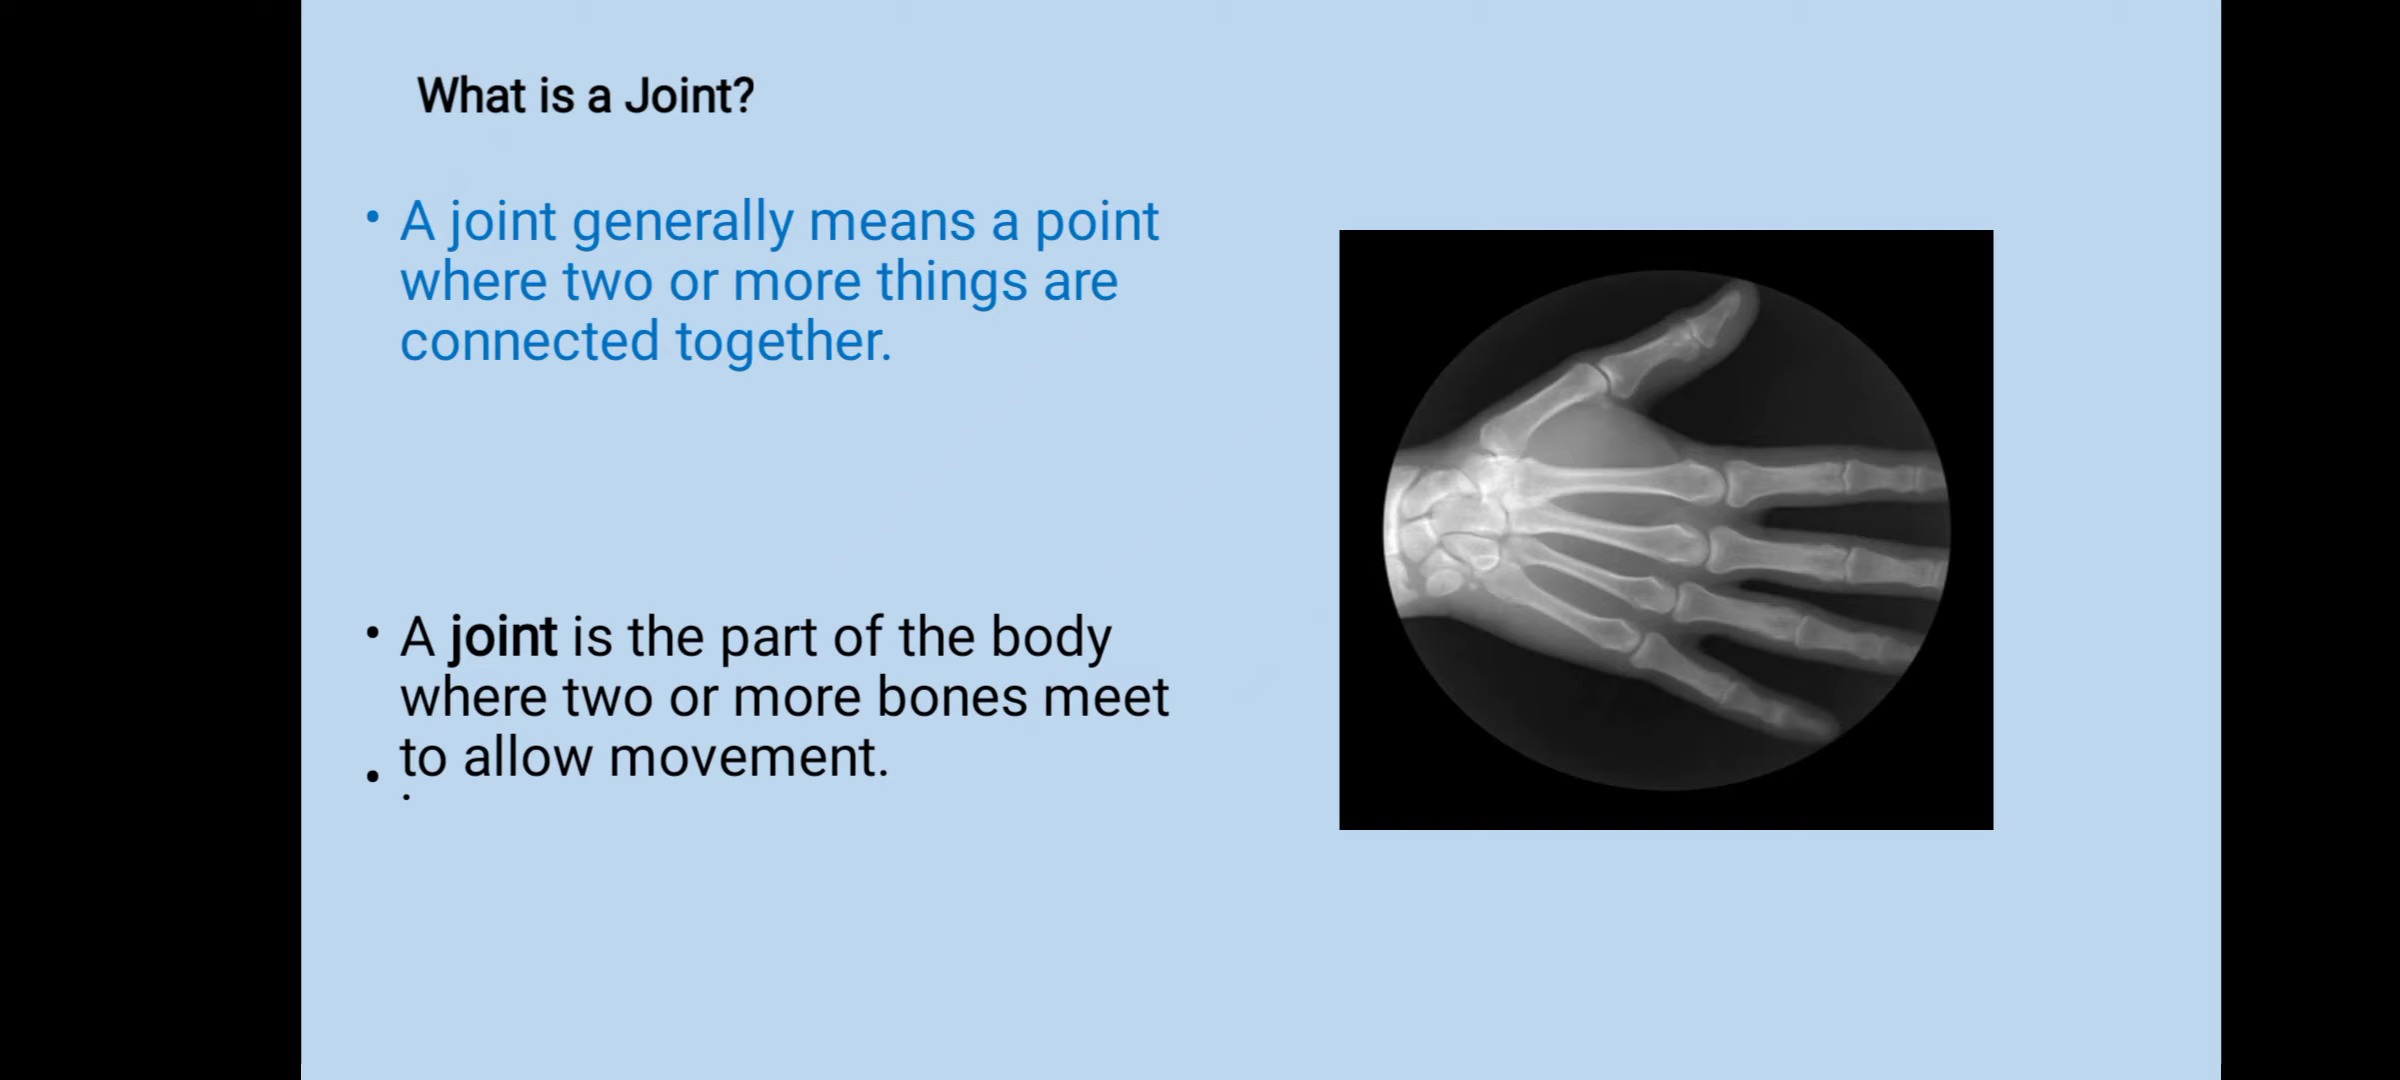 What is a Joint?
• A joint generally means a point
where two or more things are
connected together.
• A joint is the part of the body
where two or more bones meet
• to allow movement.
.